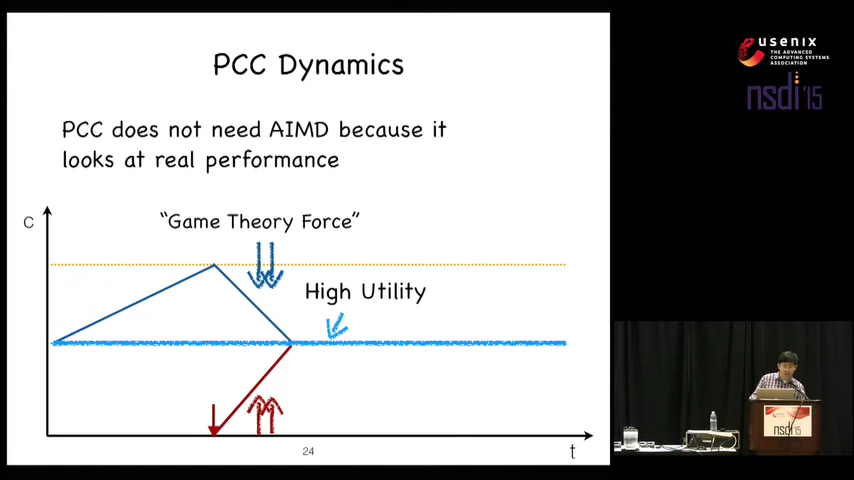 PCC Dynamics
PCC does not need AIMD because it
looks at real performance
C
"Game Theory Force"
High Utility
t
24
usenix
THE ADVANCED
COMPUTING SYSTEMS
ASSOCIATION
nsdi'15
nsdi'15